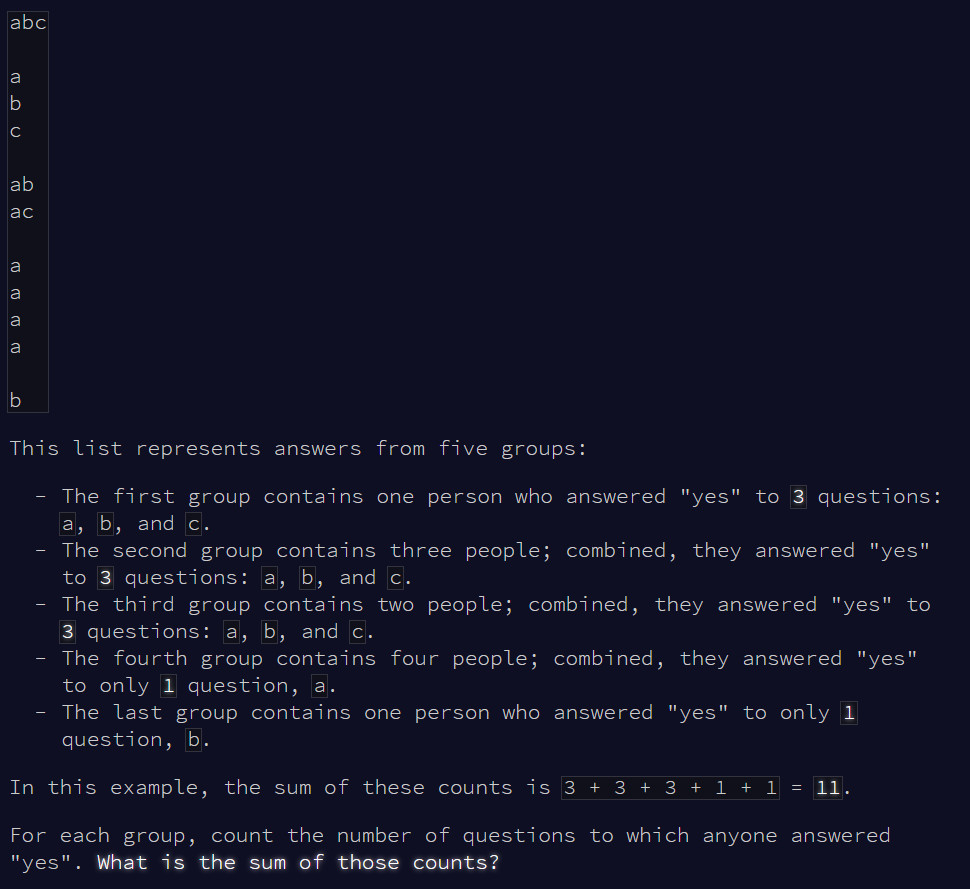 abc
a
b
c
ab
ac
a
a
a
a
b
This list represents answers from five groups:
- The first group contains one person who answered "yes" to 3 questions:
a, b, and c.
- The second group contains three people; combined, they answered "yes"
to 3 questions: a, b, and c.
- The third group contains two people; combined, they answered "yes" to
3 questions: a, b, and c.
- The fourth group contains four people; combined, they answered "yes"
to only 1 question, a.
- The last group contains one person who answered "yes" to only 1
question, b.
In this example, the sum of these counts is 3 + 3 + 3 + 1 + 1 = 11.
For each group, count the number of questions to which anyone answered
"yes". What is the sum of those counts?